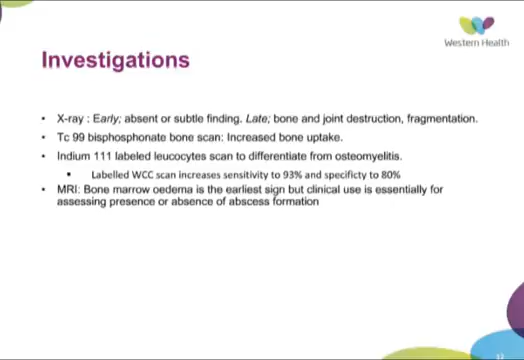 Western Health
Investigations
• X-ray : Early; absent or subtle finding. Late; bone and joint destruction, fragmentation.
• Tc 99 bisphosphonate bone scan: Increased bone uptake.
• Indium 111 labeled leucocytes scan to differentiate from osteomyelitis.
▪ Labelled WCC scan increases sensitivity to 93% and specificty to 80%
• MRI: Bone marrow oedema is the earliest sign but clinical use is essentially for
assessing presence or absence of abscess formation